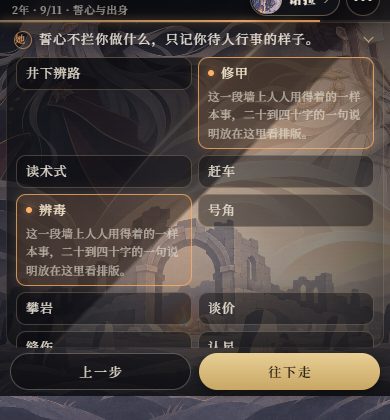 2年 · 9/11 · 誓心与出身
誓心不拦你做什么，只记你待人行事的样子。
井下辨路
修甲
这一段墙上人人用得着的一样
本事，二十到四十字的一句说
明放在这里看排版。
读术式
赶车
辨毒
这一段墙上人人用得着的一样
本事，二十到四十字的一句说
明放在这里看排版。
号角
攀岩
谈价
上一步
往下走